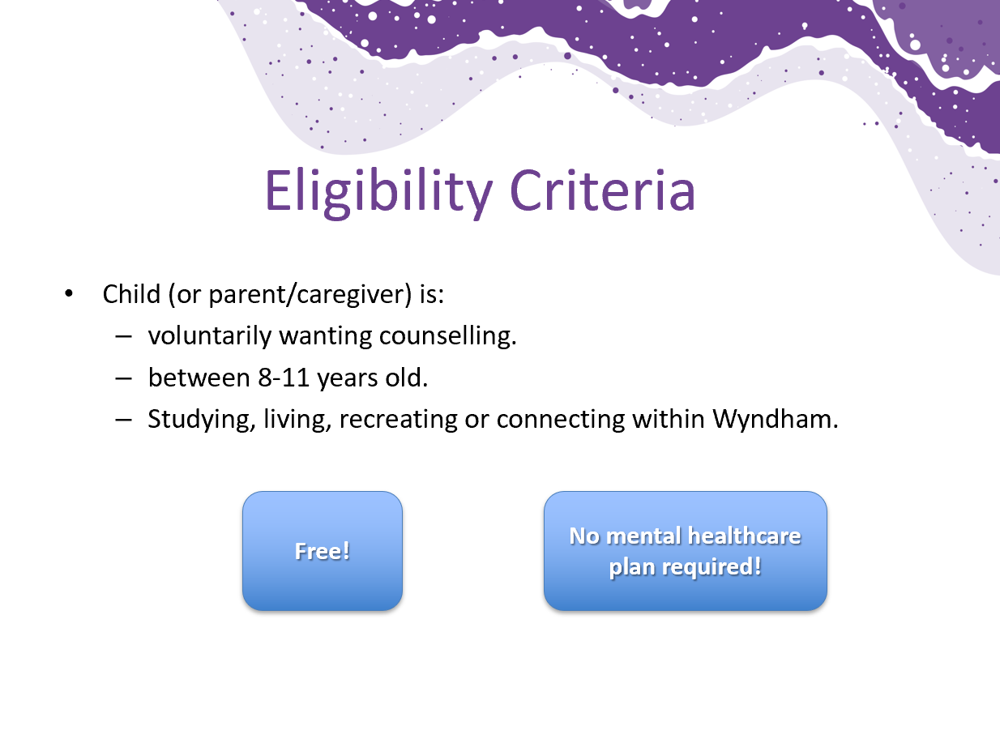 Eligibility Criteria
• Child (or parent/caregiver) is:
– voluntarily wanting counselling.
– between 8-11 years old.
– Studying, living, recreating or connecting within Wyndham.
Free!
No mental healthcare
plan required!